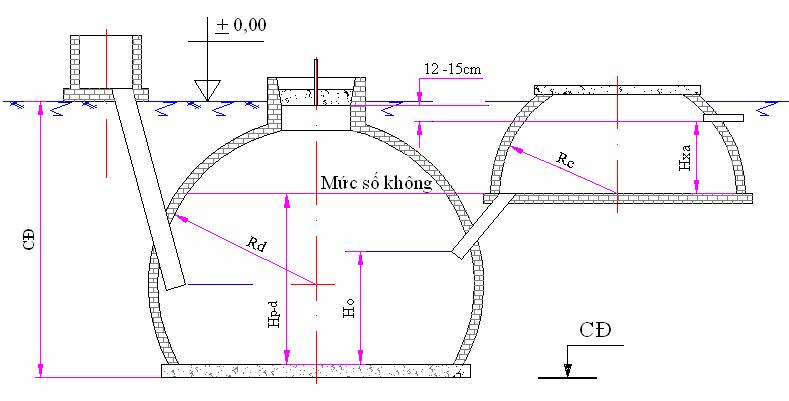 ± 0,00
12 -15cm
Rc
Hxa
Mức số không
CĐ
Rd
Hp-d
Ho
CĐ